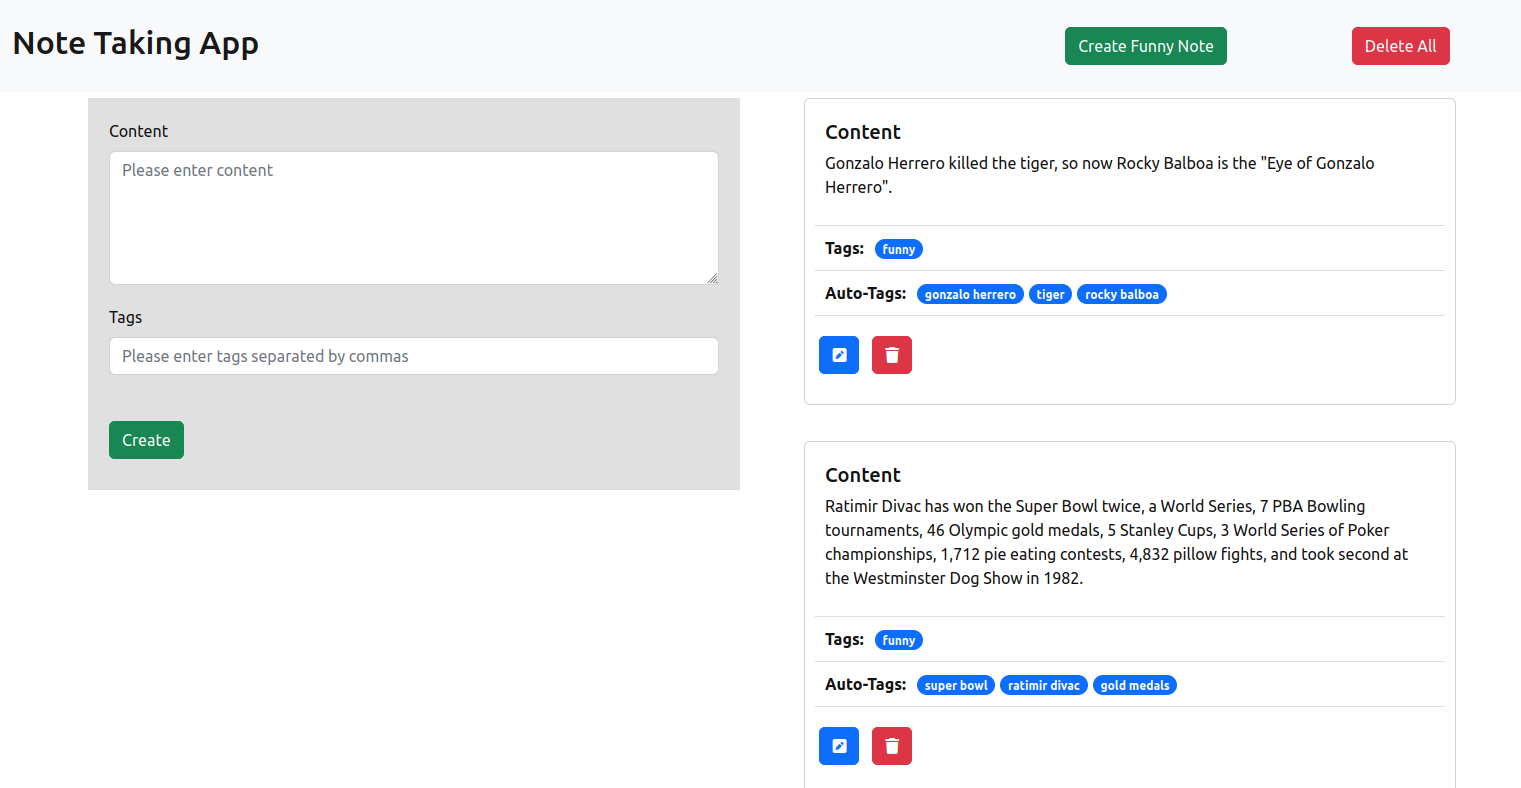 Note Taking App
Create Funny Note
Delete All
Content
Please enter content
Tags
Please enter tags separated by commas
Create
Content
Gonzalo Herrero killed the tiger, so now Rocky Balboa is the "Eye of Gonzalo
Herrero".
Tags: funny
Auto-Tags: gonzalo herrero tiger rocky balboa
Content
Ratimir Divac has won the Super Bowl twice, a World Series, 7 PBA Bowling
tournaments, 46 Olympic gold medals, 5 Stanley Cups, 3 World Series of Poker
championships, 1,712 pie eating contests, 4,832 pillow fights, and took second at
the Westminster Dog Show in 1982.
Tags: funny
Auto-Tags: super bowl ratimir divac gold medals